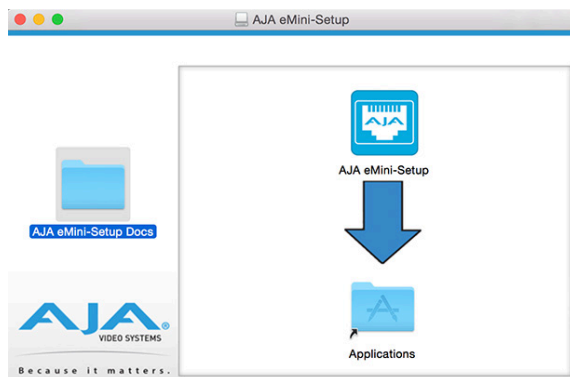 AJA eMini-Setup
AJA
AJA eMini-Setup
AJA eMini-Setup Docs
Applications
AJA®
VIDEO SYSTEMS
Because it matters.